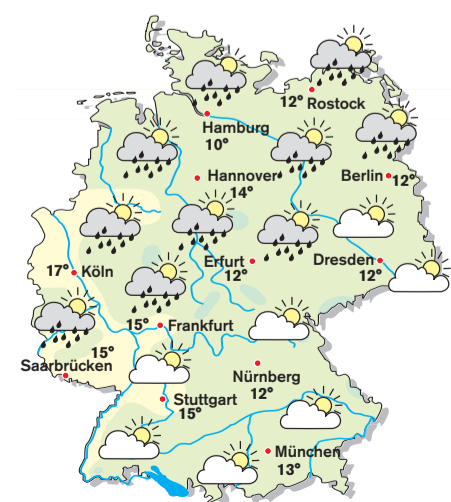 12° Rostock
Hamburg
10°
Hannover
14°
Berlin 12°
Erfurt
12°
Dresden
12°
17° Köln
15° Frankfurt
15°
Saarbrücken
Nürnberg
12°
Stuttgart
15°
München
13°